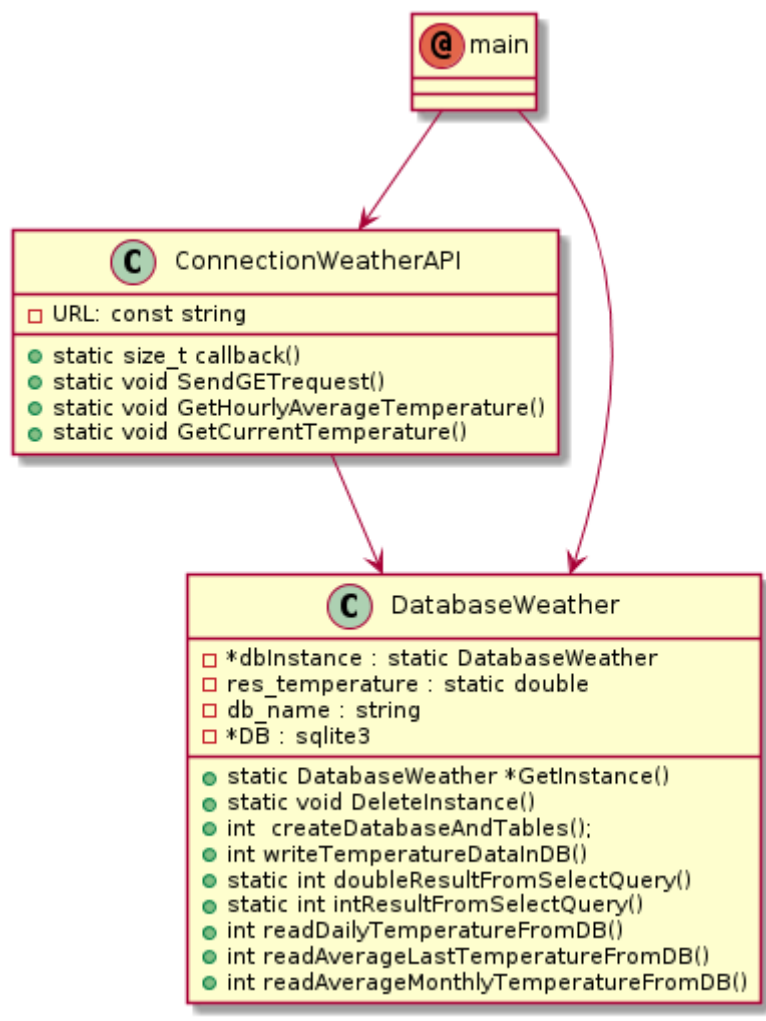 @ main
C ConnectionWeatherAPI
URL: const string
static size_t callback()
static void SendGETrequest()
static void GetHourlyAverageTemperature()
static void GetCurrentTemperature()
C DatabaseWeather
*dbInstance : static DatabaseWeather
res_temperature : static double
db_name : string
*DB : sqlite3
static DatabaseWeather *GetInstance()
static void DeleteInstance()
int  createDatabaseAndTables();
int writeTemperatureDataInDB()
static int doubleResultFromSelectQuery()
static int intResultFromSelectQuery()
int readDailyTemperatureFromDB()
int readAverageLastTemperatureFromDB()
int readAverageMonthlyTemperatureFromDB()